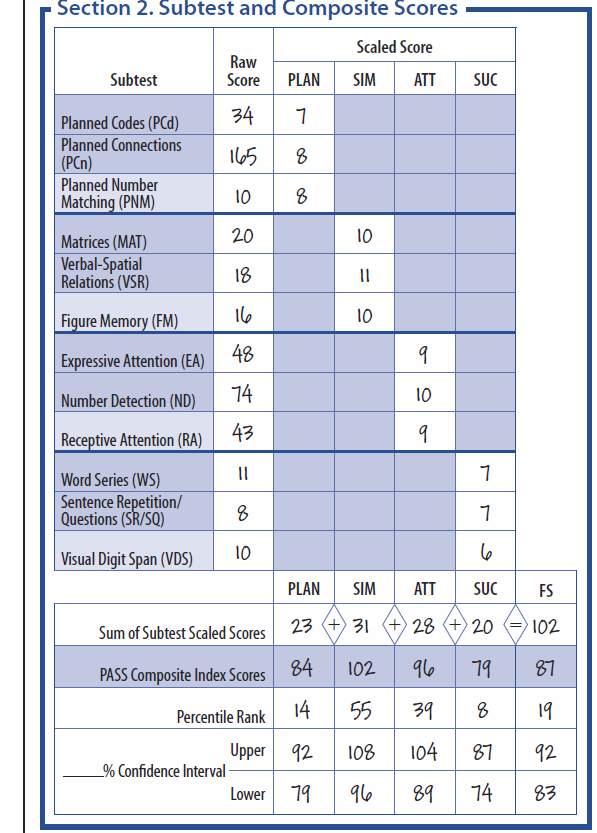 Section 2. Subtest and Composite Scores
Scaled Score
Subtest Raw Score PLAN SIM ATT SUC
Planned Codes (PCd) 34 7
Planned Connections (PCn) 165 8
Planned Number Matching (PNM) 10 8
Matrices (MAT) 20 10
Verbal-Spatial Relations (VSR) 18 11
Figure Memory (FM) 16 10
Expressive Attention (EA) 48 9
Number Detection (ND) 74 10
Receptive Attention (RA) 43 9
Word Series (WS) 11 7
Sentence Repetition/ Questions (SR/SQ) 8 7
Visual Digit Span (VDS) 10 6
PLAN SIM ATT SUC FS
Sum of Subtest Scaled Scores 23 + 31 + 28 + 20 = 102
PASS Composite Index Scores 84 102 96 79 87
Percentile Rank 14 55 39 8 19
Upper 92 108 104 87 92
____% Confidence Interval
Lower 79 96 89 74 83